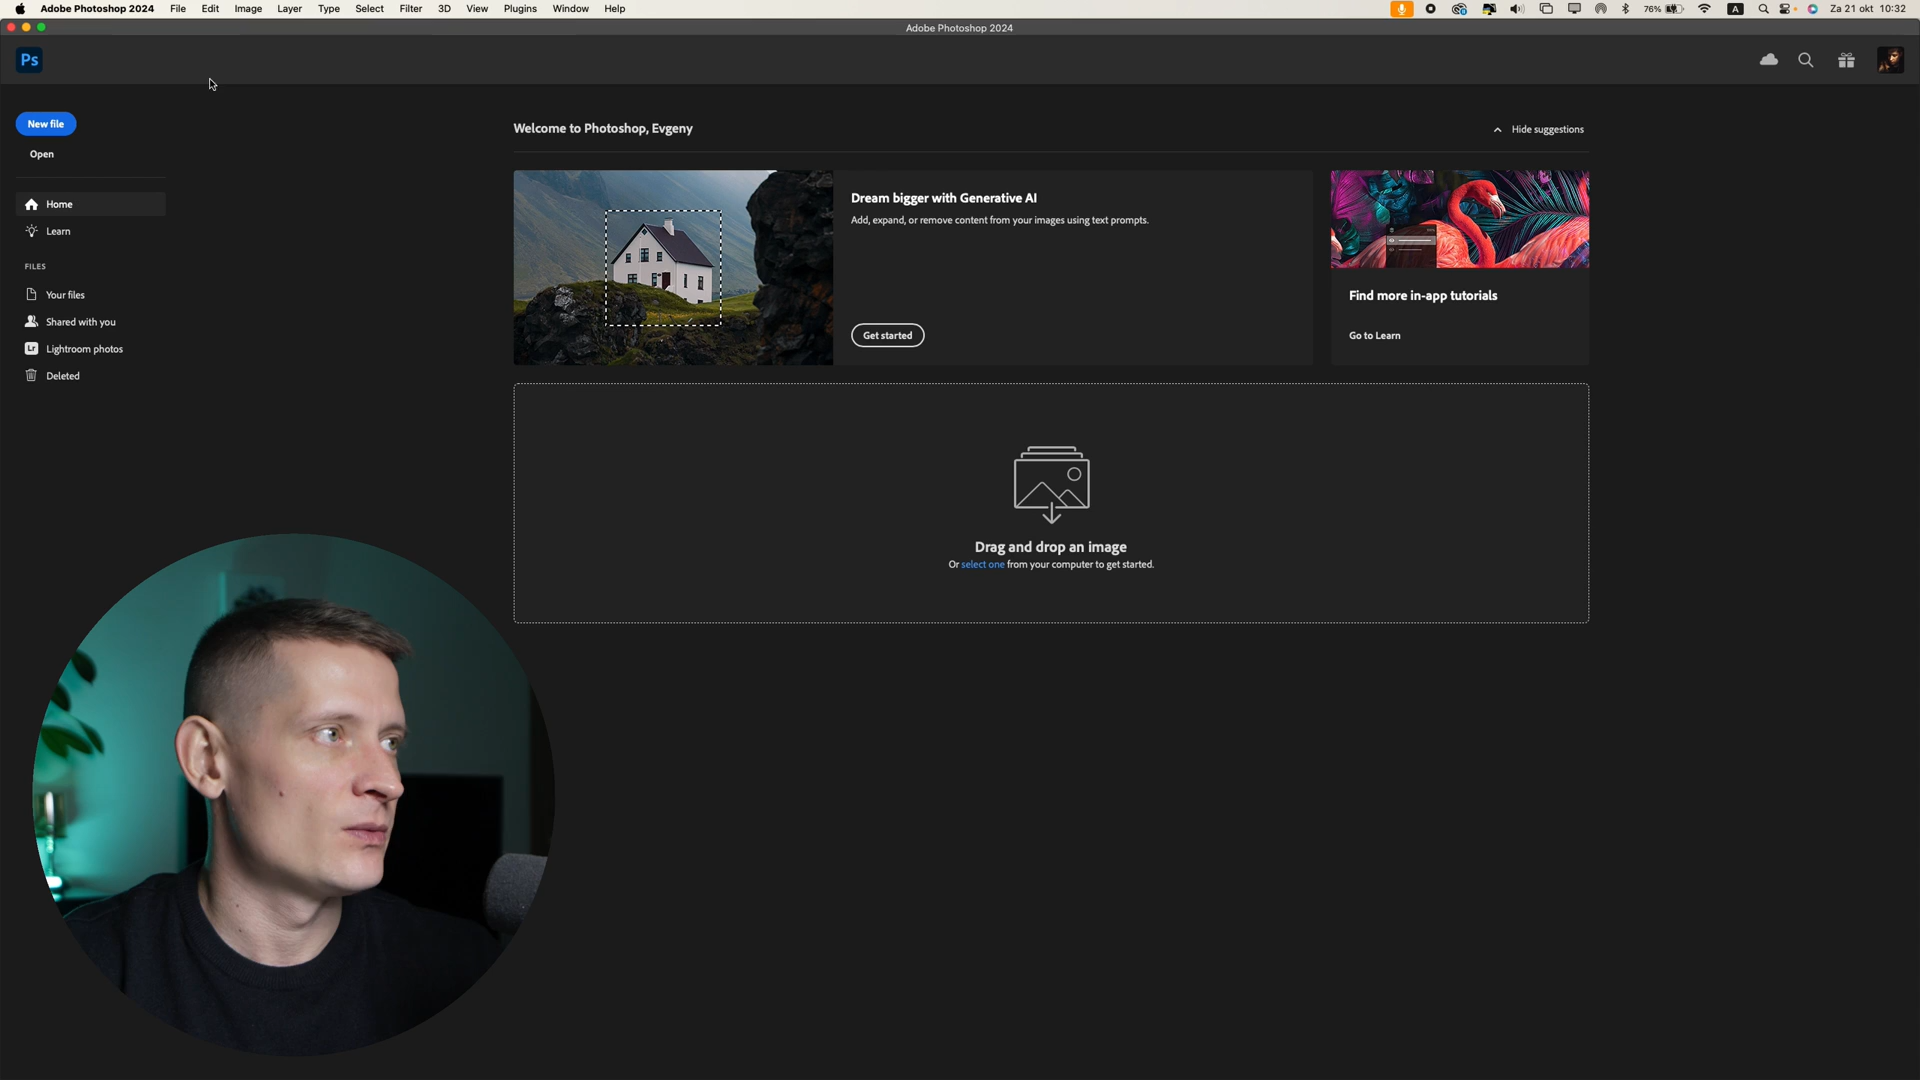 Adobe Photoshop 2024 File Edit Image Layer Type Select Filter 3D View Plugins Window Help 76% A Za 21 okt 10:32
Adobe Photoshop 2024
Ps
New file
Open
Home
Learn
FILES
Your files
Shared with you
Lr Lightroom photos
Deleted
Welcome to Photoshop, Evgeny
Hide suggestions
Dream bigger with Generative AI
Add, expand, or remove content from your images using text prompts.
Get started
Find more in-app tutorials
Go to Learn
Drag and drop an image
Or select one from your computer to get started.